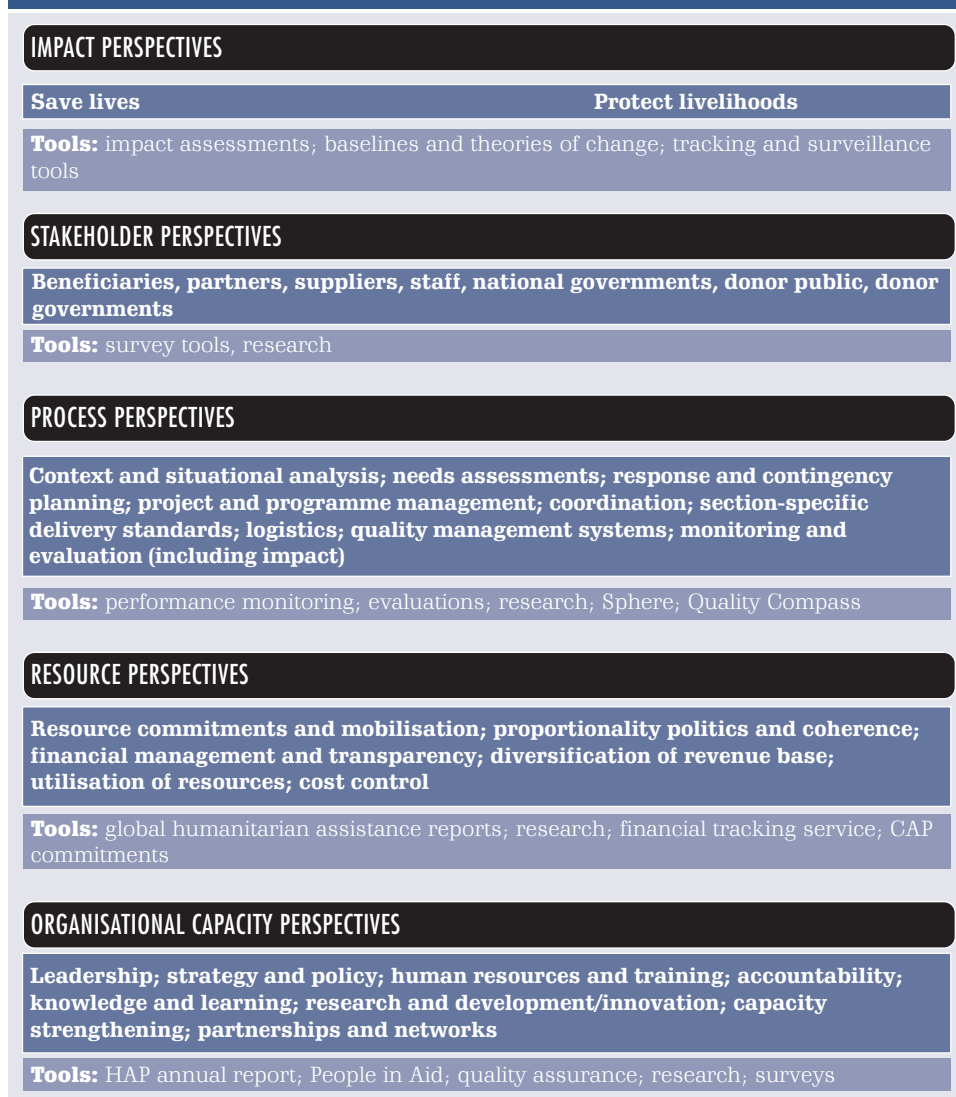 IMPACT PERSPECTIVES
Save lives Protect livelihoods
Tools: impact assessments; baselines and theories of change; tracking and surveillance
tools
STAKEHOLDER PERSPECTIVES
Beneficiaries, partners, suppliers, staff, national governments, donor public, donor
governments
Tools: survey tools, research
PROCESS PERSPECTIVES
Context and situational analysis; needs assessments; response and contingency
planning; project and programme management; coordination; section-specific
delivery standards; logistics; quality management systems; monitoring and
evaluation (including impact)
Tools: performance monitoring; evaluations; research; Sphere; Quality Compass
RESOURCE PERSPECTIVES
Resource commitments and mobilisation; proportionality politics and coherence;
financial management and transparency; diversification of revenue base;
utilisation of resources; cost control
Tools: global humanitarian assistance reports; research; financial tracking service; CAP
commitments
ORGANISATIONAL CAPACITY PERSPECTIVES
Leadership; strategy and policy; human resources and training; accountability;
knowledge and learning; research and development/innovation; capacity
strengthening; partnerships and networks
Tools: HAP annual report; People in Aid; quality assurance; research; surveys